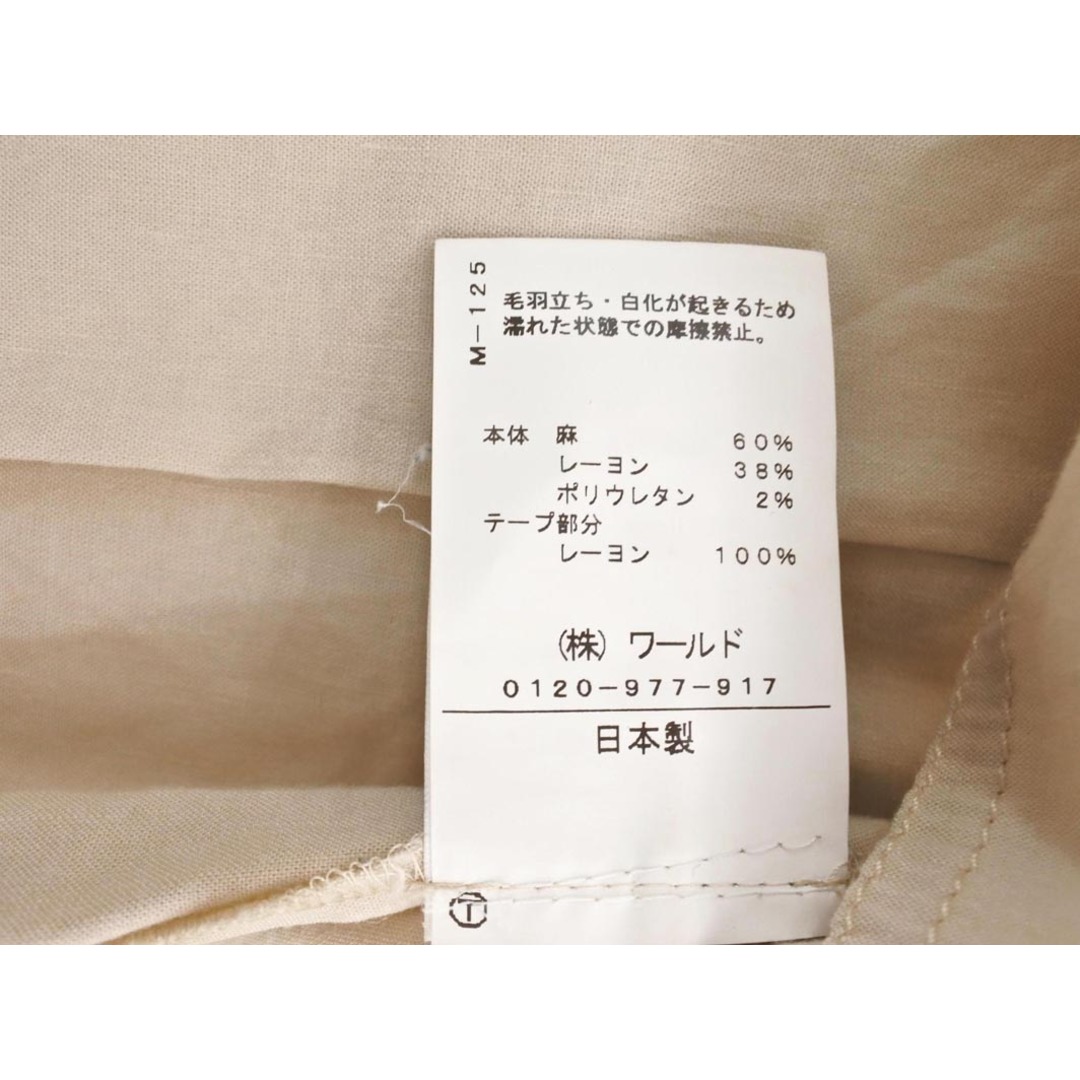 M-125
毛羽立ち・白化が起きるため
濡れた状態での摩擦禁止。
本体 麻 60%
レーヨン 38%
ポリウレタン 2%
テープ部分
レーヨン 100%
(株) ワールド
0120-977-917
日本製
T